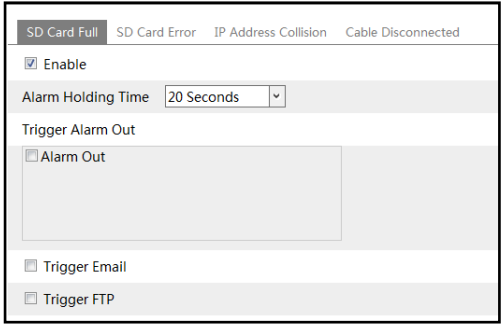 SD Card Full SD Card Error IP Address Collision Cable Disconnected
Enable
Alarm Holding Time 20 Seconds
Trigger Alarm Out
Alarm Out
Trigger Email
Trigger FTP